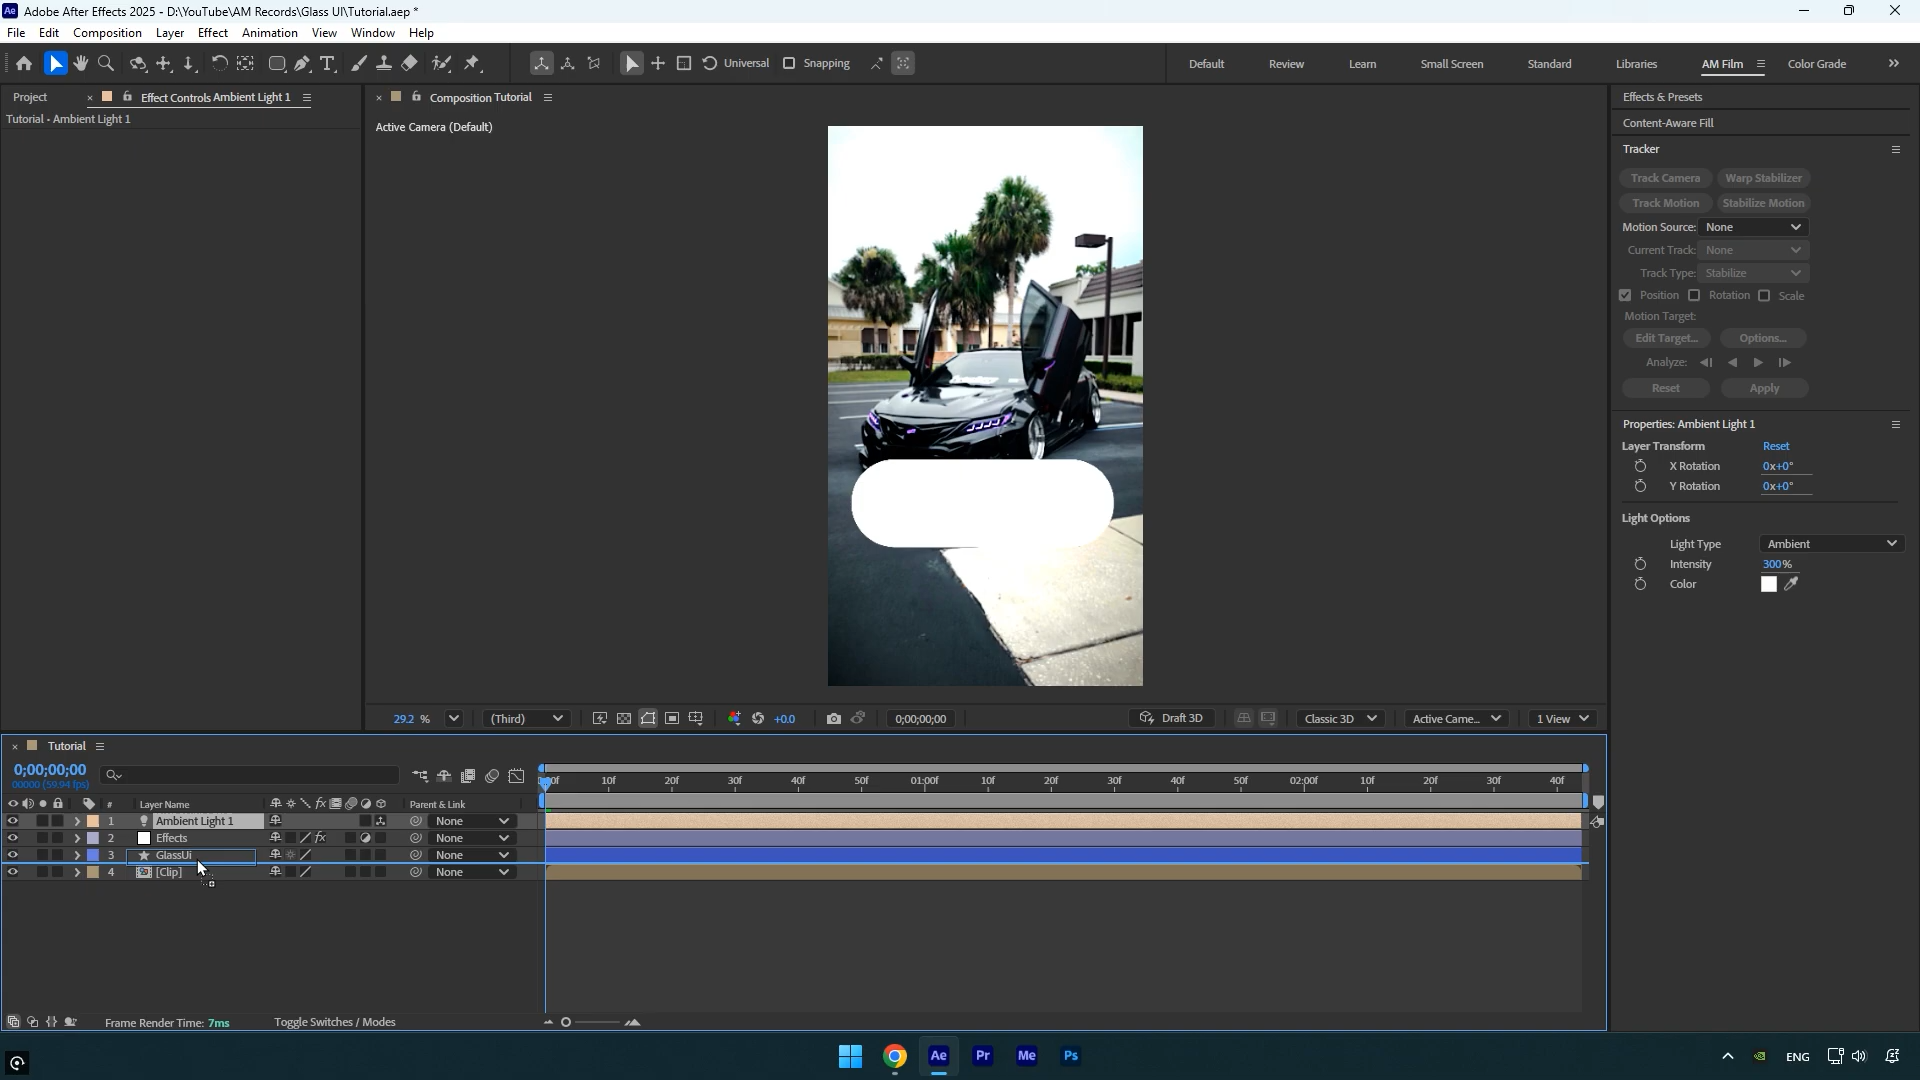 Adobe After Effects 2025 - D:\YouTube\AM Records\Glass UI\Tutorial.aep *
File Edit Composition Layer Effect Animation View Window Help
Universal Snapping Default Review Learn Small Screen Standard Libraries AM Film Color Grade
Project Effect Controls Ambient Light 1
Tutorial • Ambient Light 1
Composition Tutorial
Active Camera (Default)
Effects & Presets
Content-Aware Fill
Tracker
Track Camera Warp Stabilizer
Track Motion Stabilize Motion
Motion Source: None
Current Track: None
Track Type: Stabilize
Position Rotation Scale
Motion Target:
Edit Target... Options...
Analyze:
Reset Apply
Properties: Ambient Light 1
Layer Transform Reset
X Rotation 0x+0°
Y Rotation 0x+0°
Light Options
Light Type Ambient
Intensity 300%
Color
29.2 % (Third) +0.0 0;00;00;00 Draft 3D Classic 3D Active Came... 1 View
Tutorial
0;00;00;00
00000 (59.94 fps)
:00f 10f 20f 30f 40f 50f 01:00f 10f 20f 30f 40f 50f 02:00f 10f 20f 30f 40f
# Layer Name Parent & Link
1 Ambient Light 1 None
2 Effects fx None
3 GlassUi None
4 [Clip] None
Frame Render Time: 7ms Toggle Switches / Modes
Ae Pr Me Ps ENG